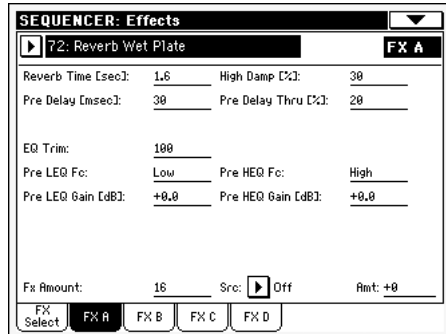 SEQUENCER: Effects
72: Reverb Wet Plate FX A
Reverb Time [sec]: 1.6 High Damp [%]: 30
Pre Delay [msec]: 30 Pre Delay Thru [%]: 20
EQ Trim: 100
Pre LEQ Fc: Low Pre HEQ Fc: High
Pre LEQ Gain [dB]: +0.0 Pre HEQ Gain [dB]: +0.0
Fx Amount: 16 Src: Off Amt: +0
FX Select FX A FX B FX C FX D